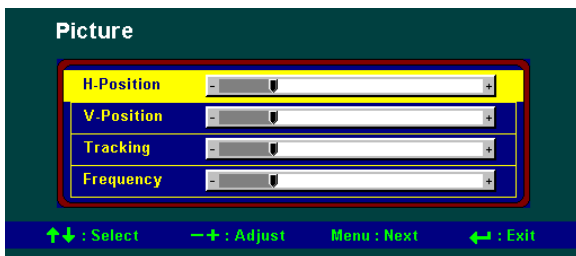 Picture
H-Position - +
V-Position - +
Tracking - +
Frequency - +
↑↓ : Select −+ : Adjust Menu : Next ↵ : Exit